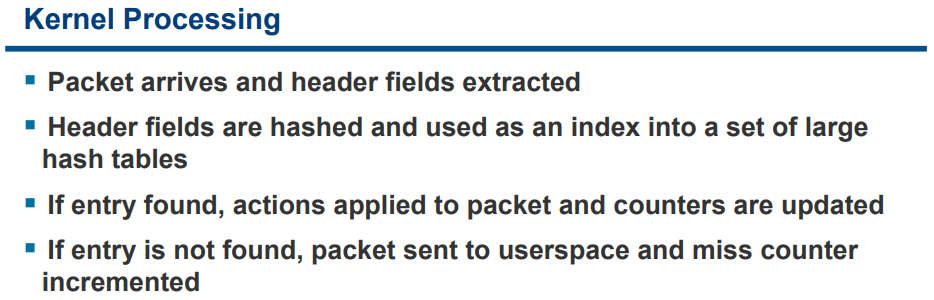 Kernel Processing
▪ Packet arrives and header fields extracted
▪ Header fields are hashed and used as an index into a set of large
hash tables
▪ If entry found, actions applied to packet and counters are updated
▪ If entry is not found, packet sent to userspace and miss counter
incremented